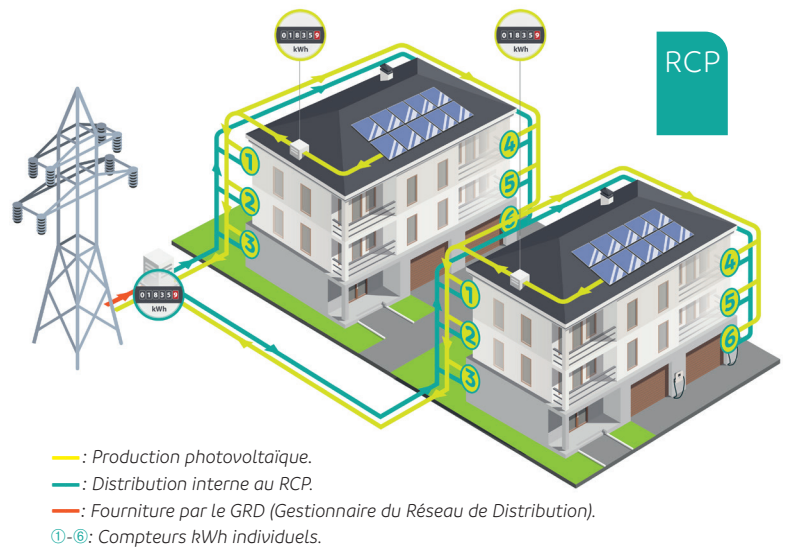 018359
kWh
018359
kWh
RCP
1
2
3
4
5
6
018359
kWh
1
2
3
4
5
6
: Production photovoltaïque.
: Distribution interne au RCP.
: Fourniture par le GRD (Gestionnaire du Réseau de Distribution).
①-⑥: Compteurs kWh individuels.